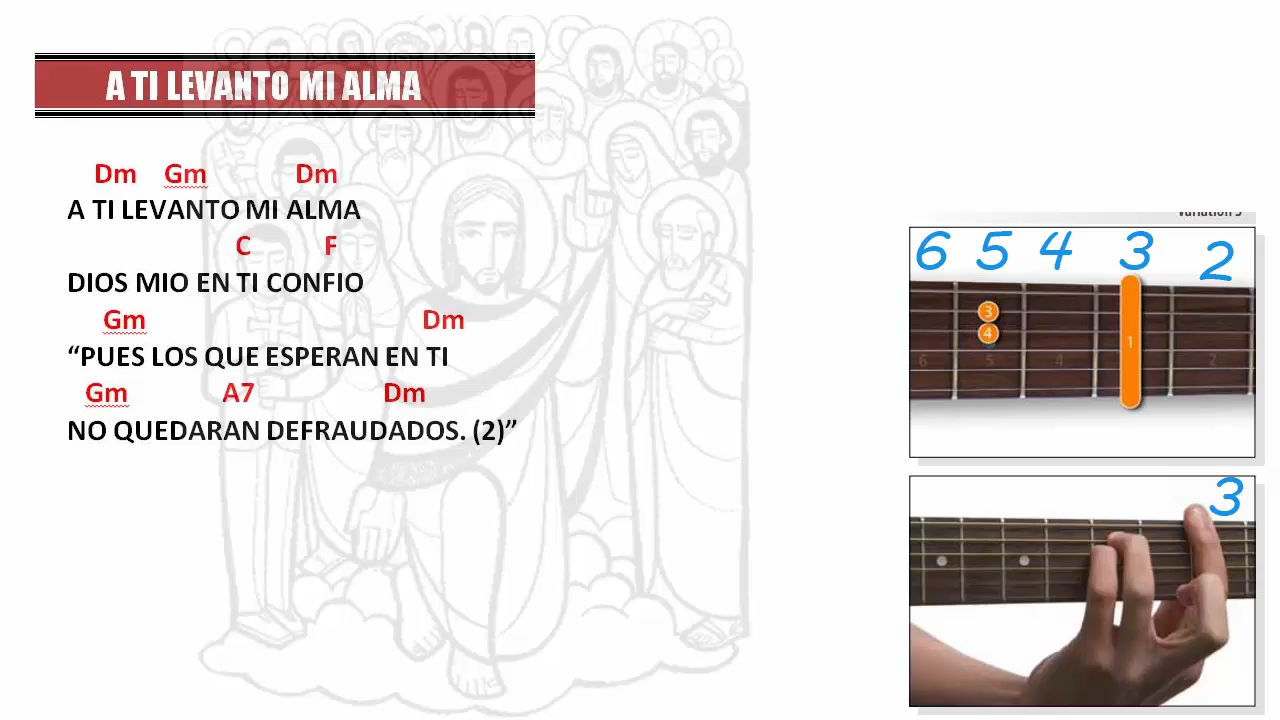 A TI LEVANTO MI ALMA
Dm Gm Dm
A TI LEVANTO MI ALMA
C F
DIOS MIO EN TI CONFIO
Gm Dm
“PUES LOS QUE ESPERAN EN TI
Gm A7 Dm
NO QUEDARAN DEFRAUDADOS. (2)”
6 5 4 3 2
3
4
1
6 5 4 2
3